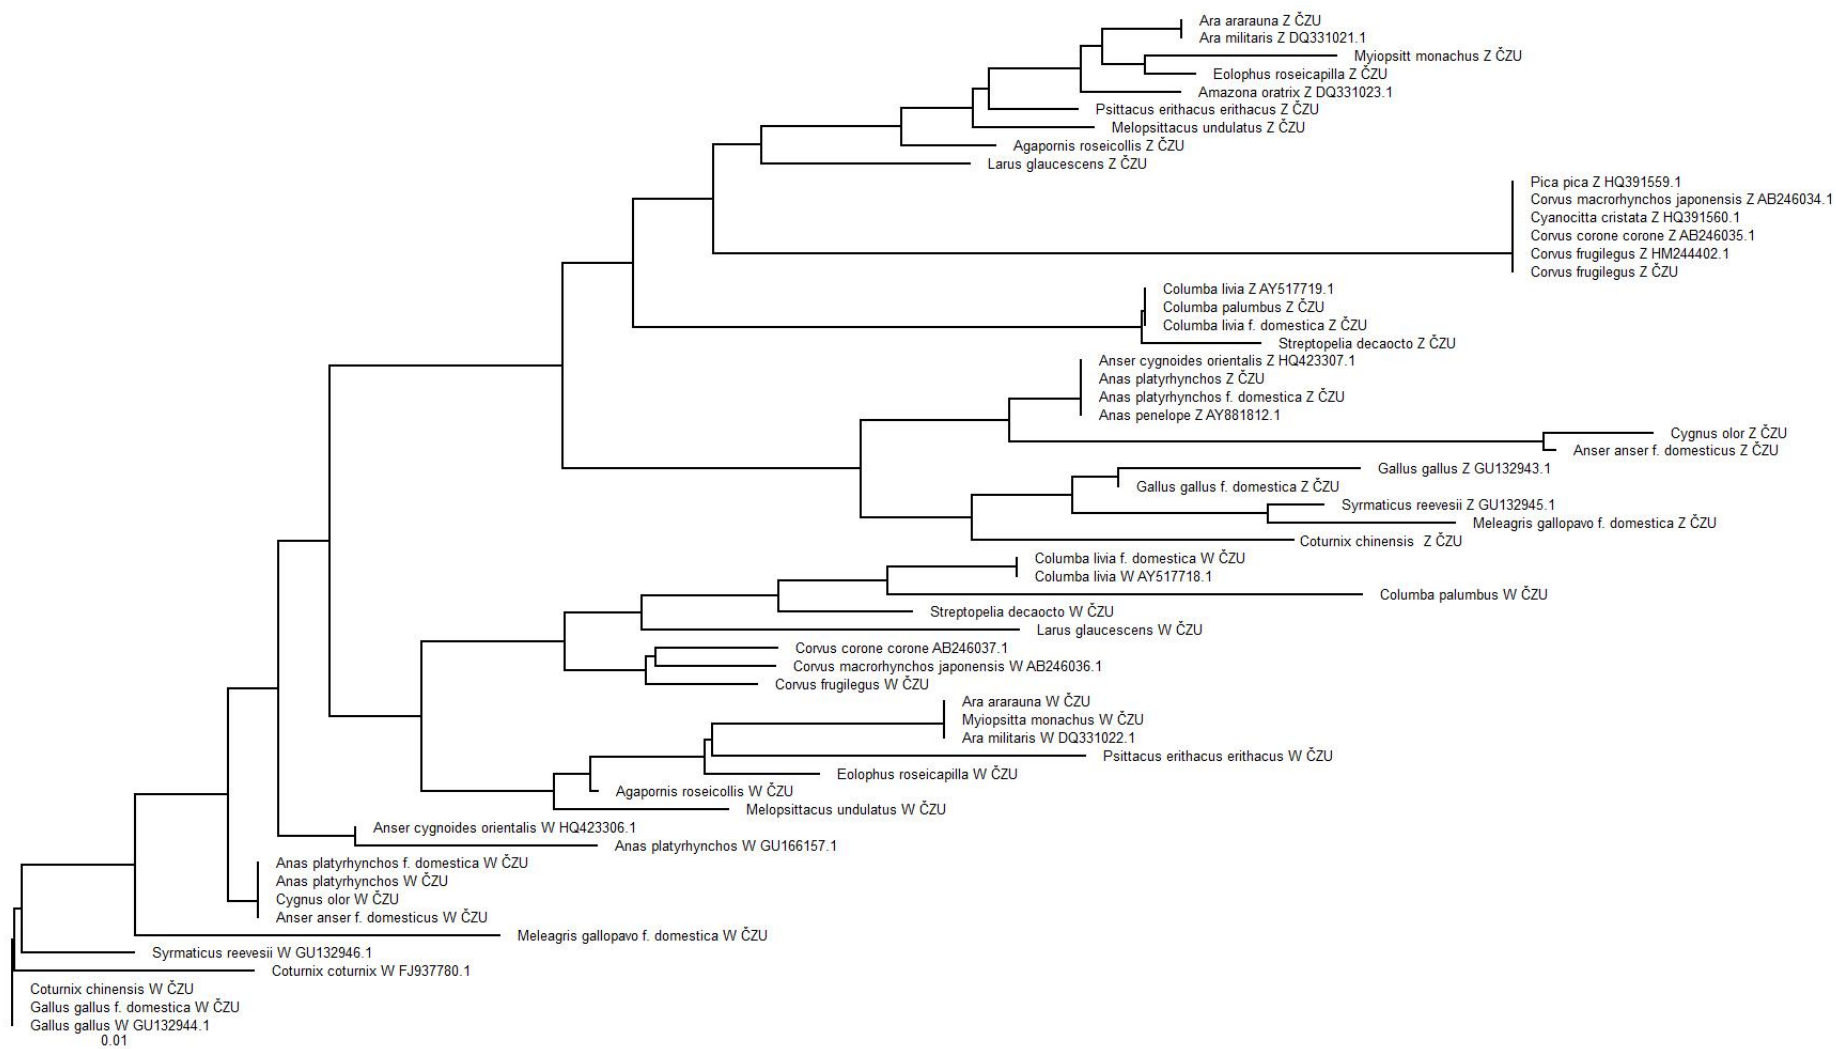 Ara ararauna Z ČZU
Ara militaris Z DQ331021.1
Myiopsitt monachus Z ČZU
Eolophus roseicapilla Z ČZU
Amazona oratrix Z DQ331023.1
Psittacus erithacus erithacus Z ČZU
Melopsittacus undulatus Z ČZU
Agapornis roseicollis Z ČZU
Larus glaucescens Z ČZU
Pica pica Z HQ391559.1
Corvus macrorhynchos japonensis Z AB246034.1
Cyanocitta cristata Z HQ391560.1
Corvus corone corone Z AB246035.1
Corvus frugilegus Z HM244402.1
Corvus frugilegus Z ČZU
Columba livia Z AY517719.1
Columba palumbus Z ČZU
Columba livia f. domestica Z ČZU
Streptopelia decaocto Z ČZU
Anser cygnoides orientalis Z HQ423307.1
Anas platyrhynchos Z ČZU
Anas platyrhynchos f. domestica Z ČZU
Anas penelope Z AY881812.1
Cygnus olor Z ČZU
Anser anser f. domesticus Z ČZU
Gallus gallus Z GU132943.1
Gallus gallus f. domestica Z ČZU
Syrmaticus reevesii Z GU132945.1
Meleagris gallopavo f. domestica Z ČZU
Coturnix chinensis Z ČZU
Columba livia f. domestica W ČZU
Columba livia W AY517718.1
Columba palumbus W ČZU
Streptopelia decaocto W ČZU
Larus glaucescens W ČZU
Corvus corone corone AB246037.1
Corvus macrorhynchos japonensis W AB246036.1
Corvus frugilegus W ČZU
Ara ararauna W ČZU
Myiopsitta monachus W ČZU
Ara militaris W DQ331022.1
Psittacus erithacus erithacus W ČZU
Eolophus roseicapilla W ČZU
Agapornis roseicollis W ČZU
Melopsittacus undulatus W ČZU
Anser cygnoides orientalis W HQ423306.1
Anas platyrhynchos W GU166157.1
Anas platyrhynchos f. domestica W ČZU
Anas platyrhynchos W ČZU
Cygnus olor W ČZU
Anser anser f. domesticus W ČZU
Meleagris gallopavo f. domestica W ČZU
Syrmaticus reevesii W GU132946.1
Coturnix coturnix W FJ937780.1
Coturnix chinensis W ČZU
Gallus gallus f. domestica W ČZU
Gallus gallus W GU132944.1
0.01